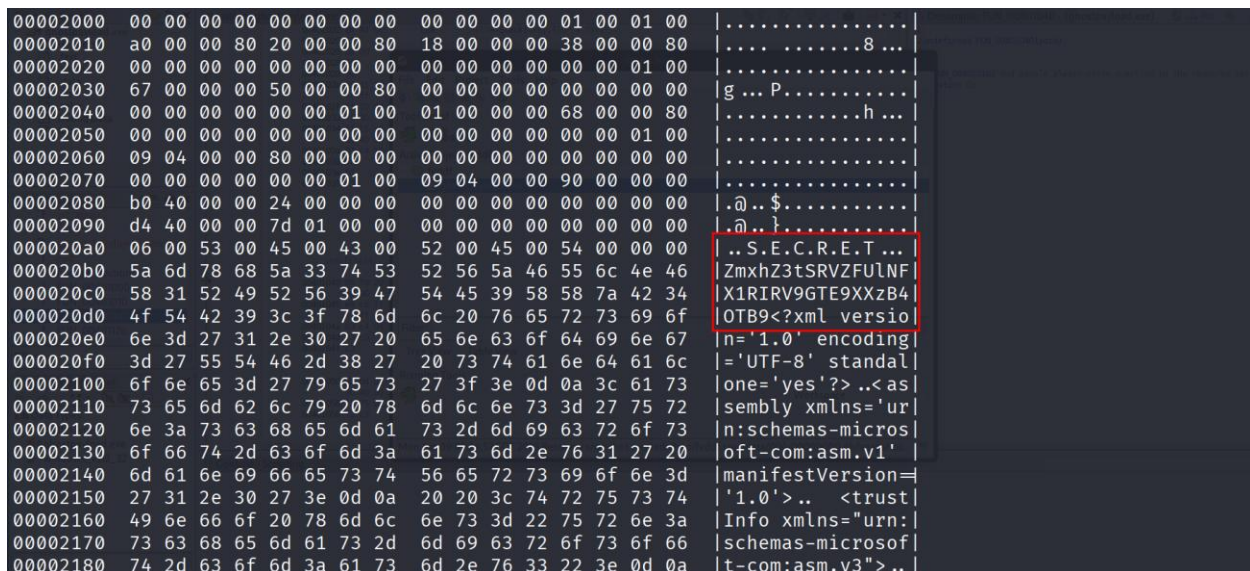 00002000 00 00 00 00 00 00 00 00 00 00 00 00 01 00 01 00 |................|
00002010 a0 00 00 80 20 00 00 80 18 00 00 00 38 00 00 80 |.... .......8...|
00002020 00 00 00 00 00 00 00 00 00 00 00 00 00 00 01 00 |................|
00002030 67 00 00 00 50 00 00 80 00 00 00 00 00 00 00 00 |g...P...........|
00002040 00 00 00 00 00 00 01 00 01 00 00 00 68 00 00 80 |............h...|
00002050 00 00 00 00 00 00 00 00 00 00 00 00 00 00 01 00 |................|
00002060 09 04 00 00 80 00 00 00 00 00 00 00 00 00 00 00 |................|
00002070 00 00 00 00 00 00 01 00 09 04 00 00 90 00 00 00 |................|
00002080 b0 40 00 00 24 00 00 00 00 00 00 00 00 00 00 00 |.@..$...........|
00002090 d4 40 00 00 7d 01 00 00 00 00 00 00 00 00 00 00 |.@..}...........|
000020a0 06 00 53 00 45 00 43 00 52 00 45 00 54 00 00 00 |..S.E.C.R.E.T...|
000020b0 5a 6d 78 68 5a 33 74 53 52 56 5a 46 55 6c 4e 46 |ZmxhZ3tSRVZFUlNF|
000020c0 58 31 52 49 52 56 39 47 54 45 39 58 58 7a 42 34 |X1RIRV9GTE9XXzB4|
000020d0 4f 54 42 39 3c 3f 78 6d 6c 20 76 65 72 73 69 6f |OTB9<?xml versio|
000020e0 6e 3d 27 31 2e 30 27 20 65 6e 63 6f 64 69 6e 67 |n='1.0' encoding|
000020f0 3d 27 55 54 46 2d 38 27 20 73 74 61 6e 64 61 6c |='UTF-8' standal|
00002100 6f 6e 65 3d 27 79 65 73 27 3f 3e 0d 0a 3c 61 73 |one='yes'?>..<as|
00002110 73 65 6d 62 6c 79 20 78 6d 6c 6e 73 3d 27 75 72 |sembly xmlns='ur|
00002120 6e 3a 73 63 68 65 6d 61 73 2d 6d 69 63 72 6f 73 |n:schemas-micros|
00002130 6f 66 74 2d 63 6f 6d 3a 61 73 6d 2e 76 31 27 20 |oft-com:asm.v1' |
00002140 6d 61 6e 69 66 65 73 74 56 65 72 73 69 6f 6e 3d |manifestVersion=|
00002150 27 31 2e 30 27 3e 0d 0a 20 20 3c 74 72 75 73 74 |'1.0'>..  <trust|
00002160 49 6e 66 6f 20 78 6d 6c 6e 73 3d 22 75 72 6e 3a |Info xmlns="urn:|
00002170 73 63 68 65 6d 61 73 2d 6d 69 63 72 6f 73 6f 66 |schemas-microsof|
00002180 74 2d 63 6f 6d 3a 61 73 6d 2e 76 33 22 3e 0d 0a |t-com:asm.v3">..|